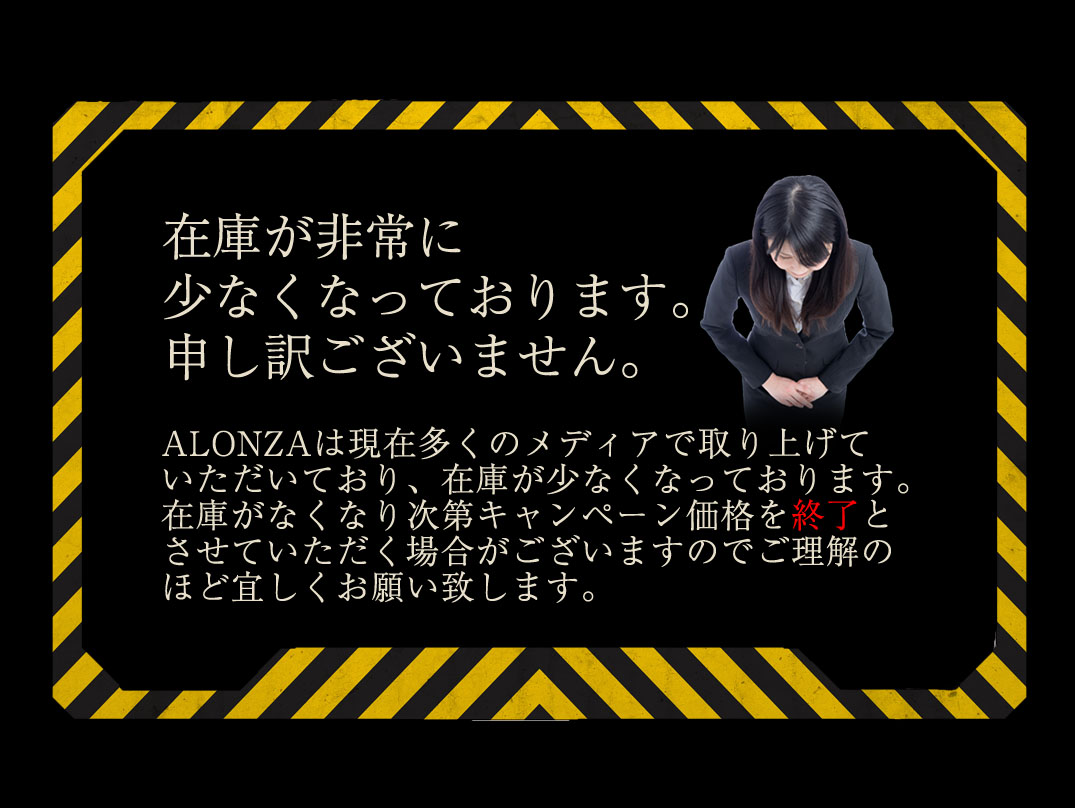 在庫が非常に
少なくなっております。
申し訳ございません。
ALONZAは現在多くのメディアで取り上げて
いただいており、在庫が少なくなっております。
在庫がなくなり次第キャンペーン価格を終了と
させていただく場合がございますのでご理解の
ほど宜しくお願い致します。